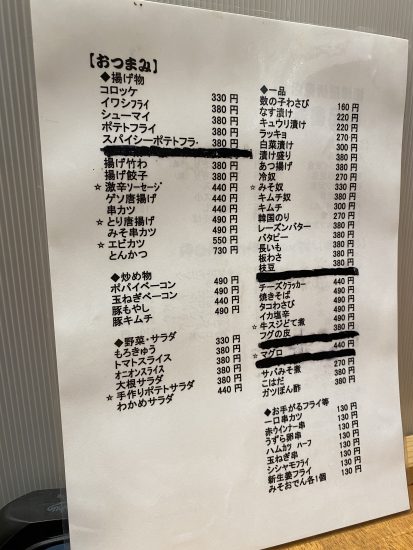 【おつまみ】
◆揚げ物
コロッケ 330 円
イワシフライ 380 円
シューマイ 380 円
ポテトフライ 380 円
スパイシーポテトフラ- 380 円
揚げ竹わ 380 円
揚げ餃子 380 円
☆ 激辛ソーセージ 440 円
ゲソ唐揚げ 440 円
串カツ 440 円
☆ とり唐揚げ 440 円
みそ串カツ 490 円
☆ エビカツ 550 円
とんかつ 730 円
◆炒め物
ポパイベーコン 490 円
玉ねぎベーコン 490 円
豚もやし 490 円
豚キムチ 490 円
◆野菜・サラダ
もろきゅう 330 円
トマトスライス 380 円
オニオンスライス 380 円
大根サラダ 380 円
☆ 手作りポテトサラダ 440 円
わかめサラダ 440 円
◆一品
数の子わさび 160 円
なす漬け 220 円
キュウリ漬け 220 円
ラッキョ 270 円
白菜漬け 270 円
漬け盛り 380 円
あつ揚げ 380 円
冷奴 270 円
☆ みそ奴
キムチ奴
キムチ
韓国のり 270 円
レーズンバター 380 円
バタピー 380 円
長いも 380 円
板わさ 380 円
枝豆 380 円
チーズクラッカー 440 円
焼きそば
タコわさび 490 円
イカ塩辛
☆ 牛スジどて煮
フグの皮 440 円
☆ マグロ 440 円
サバみそ煮
こはだ 380 円
ガツぽん酢 380 円
◆お手がるフライ等
一口串カツ 130 円
赤ウインナー串 130 円
うずら卵串 130 円
ハムカツ ハーフ 130 円
玉ねぎ串 130 円
シシャモフライ 130 円
新生姜フライ 130 円
みそおでん各1個 130 円